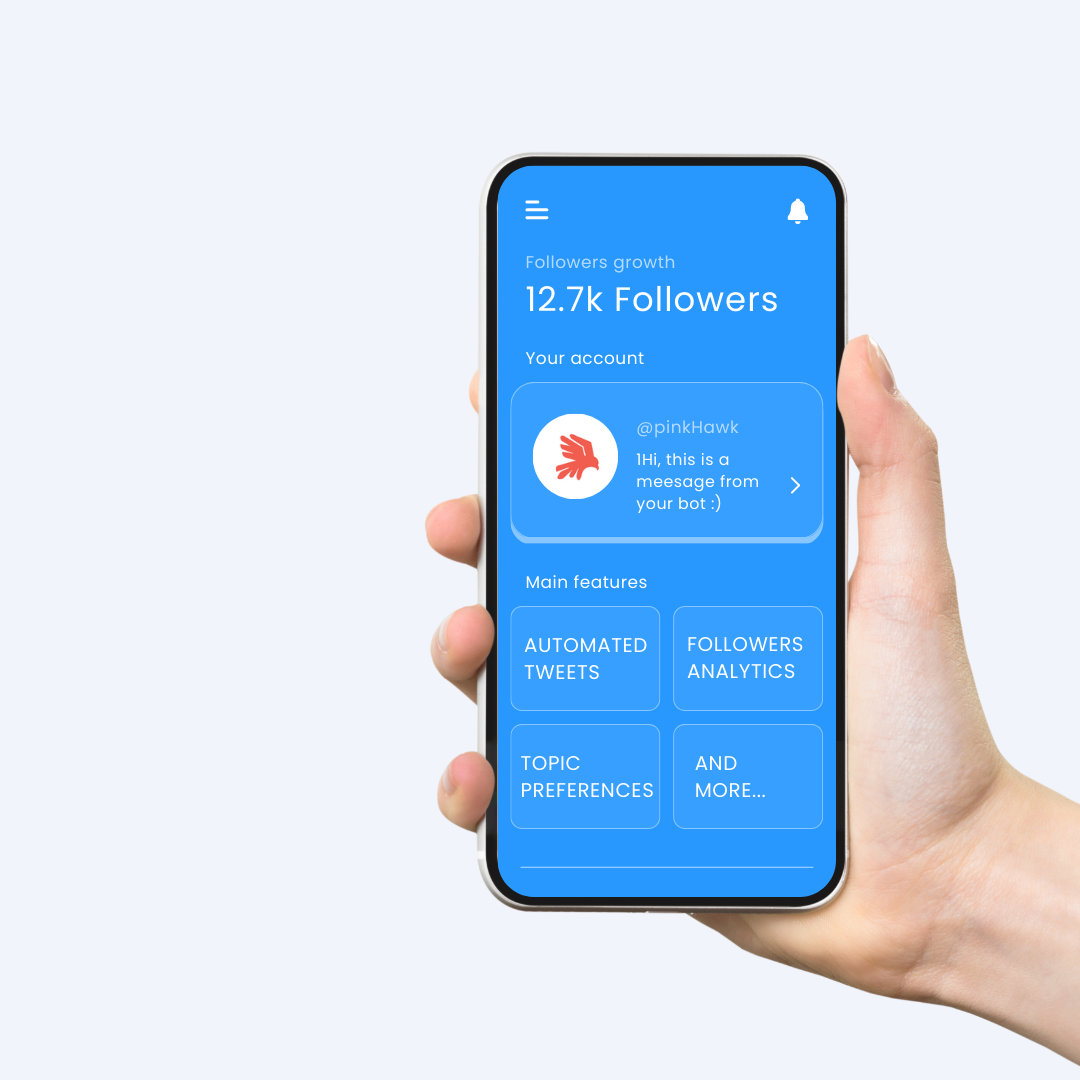 Followers growth
12.7k Followers
Your account
@pinkHawk
1Hi, this is a
meesage from
your bot :)
Main features
AUTOMATED
TWEETS
FOLLOWERS
ANALYTICS
TOPIC
PREFERENCES
AND
MORE...